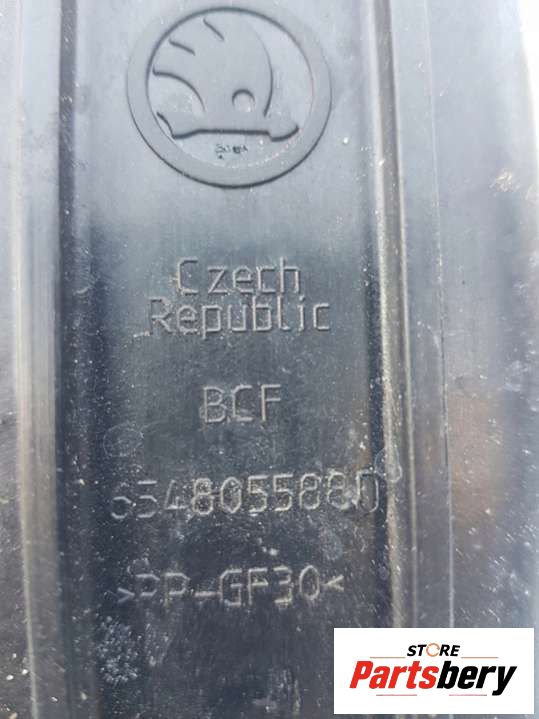 Czech
Republic
BCF
654805588D
>PP-GF30<
STORE
Partsbery